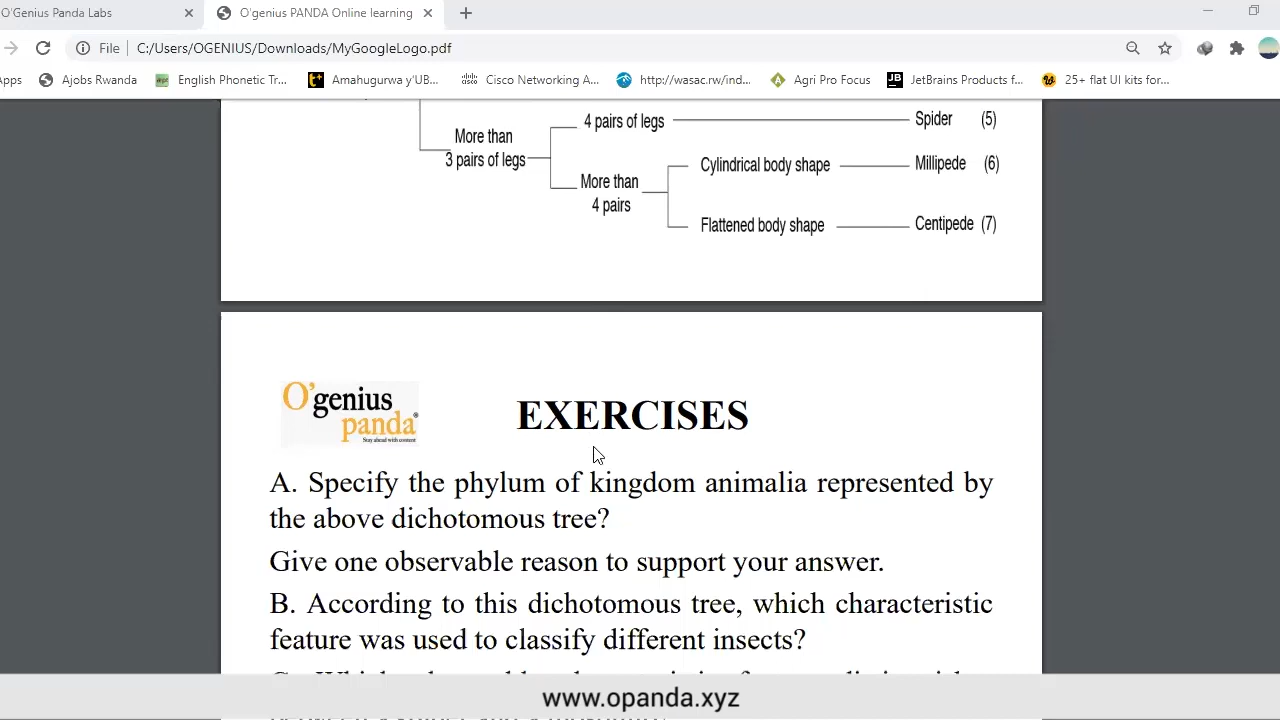 O'Genius Panda Labs
O'genius PANDA Online learning
File C:/Users/OGENIUS/Downloads/MyGoogleLogo.pdf
pps Ajobs Rwanda English Phonetic Tr... Amahugurwa y'UB... Cisco Networking A... http://wasac.rw/ind... Agri Pro Focus JetBrains Products f... 25+ flat UI kits for...
4 pairs of legs Spider (5)
More than
3 pairs of legs
Cylindrical body shape Millipede (6)
More than
4 pairs
Flattened body shape Centipede (7)
O'genius
panda
Stay ahead with content
EXERCISES
A. Specify the phylum of kingdom animalia represented by
the above dichotomous tree?
Give one observable reason to support your answer.
B. According to this dichotomous tree, which characteristic
feature was used to classify different insects?
www.opanda.xyz